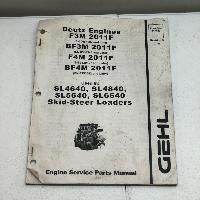 Deutz Engines
F3M 2011F
BF3M 2011F
F4M 2011F
BF4M 2011F
Used In:
SL4640, SL4840,
SL5640, SL6640
Skid-Steer Loaders
GEHL
Engine Service Parts Manual